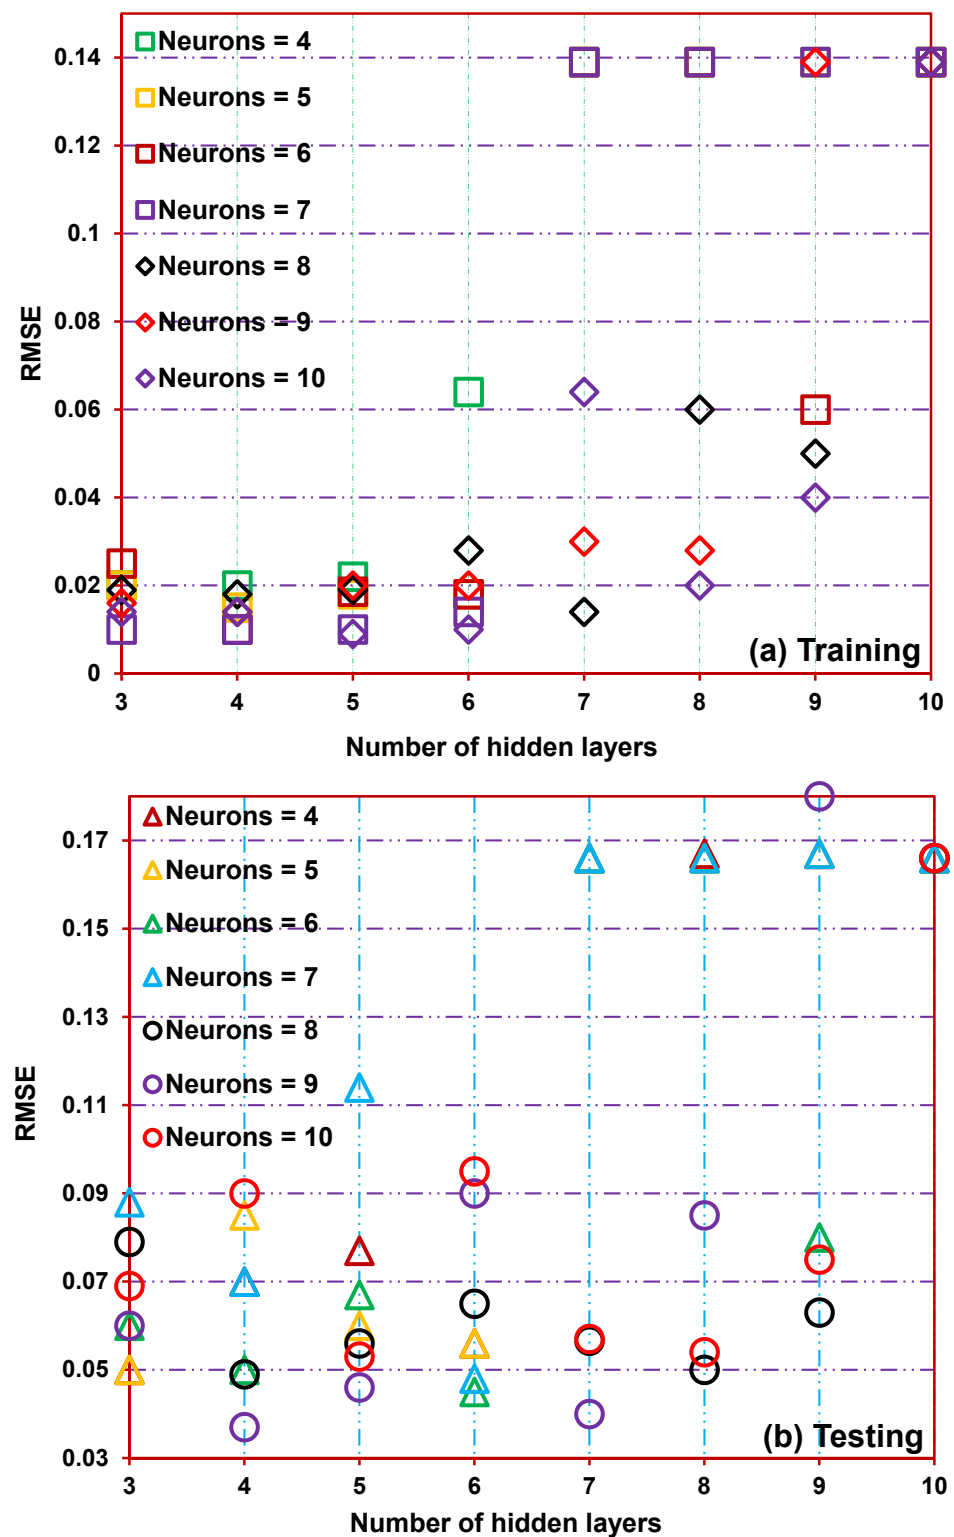 0.14
0.12
0.1
0.08
0.06
0.04
0.02
0
RMSE
Neurons = 4
Neurons = 5
Neurons = 6
Neurons = 7
Neurons = 8
Neurons = 9
Neurons = 10
(a) Training
3 4 5 6 7 8 9 10
Number of hidden layers
0.17
0.15
0.13
0.11
0.09
0.07
0.05
0.03
RMSE
Neurons = 4
Neurons = 5
Neurons = 6
Neurons = 7
Neurons = 8
Neurons = 9
Neurons = 10
(b) Testing
3 4 5 6 7 8 9 10
Number of hidden layers